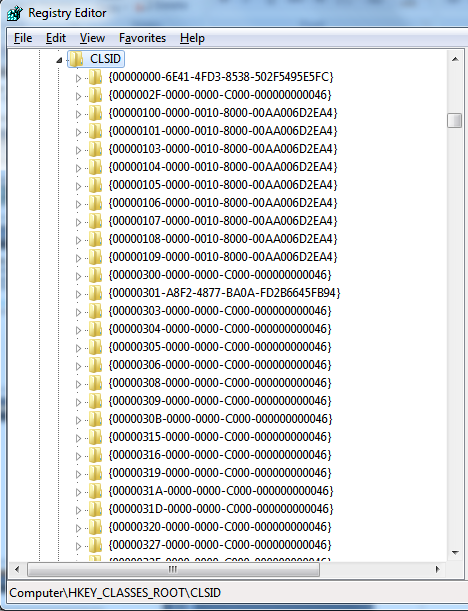 Registry Editor
File Edit View Favorites Help
CLSID
{00000000-6E41-4FD3-8538-502F5495E5FC}
{0000002F-0000-0000-C000-000000000046}
{00000100-0000-0010-8000-00AA006D2EA4}
{00000101-0000-0010-8000-00AA006D2EA4}
{00000103-0000-0010-8000-00AA006D2EA4}
{00000104-0000-0010-8000-00AA006D2EA4}
{00000105-0000-0010-8000-00AA006D2EA4}
{00000106-0000-0010-8000-00AA006D2EA4}
{00000107-0000-0010-8000-00AA006D2EA4}
{00000108-0000-0010-8000-00AA006D2EA4}
{00000109-0000-0010-8000-00AA006D2EA4}
{00000300-0000-0000-C000-000000000046}
{00000301-A8F2-4877-BA0A-FD2B6645FB94}
{00000303-0000-0000-C000-000000000046}
{00000304-0000-0000-C000-000000000046}
{00000305-0000-0000-C000-000000000046}
{00000306-0000-0000-C000-000000000046}
{00000308-0000-0000-C000-000000000046}
{00000309-0000-0000-C000-000000000046}
{0000030B-0000-0000-C000-000000000046}
{00000315-0000-0000-C000-000000000046}
{00000316-0000-0000-C000-000000000046}
{00000319-0000-0000-C000-000000000046}
{0000031A-0000-0000-C000-000000000046}
{0000031D-0000-0000-C000-000000000046}
{00000320-0000-0000-C000-000000000046}
{00000327-0000-0000-C000-000000000046}
Computer\HKEY_CLASSES_ROOT\CLSID